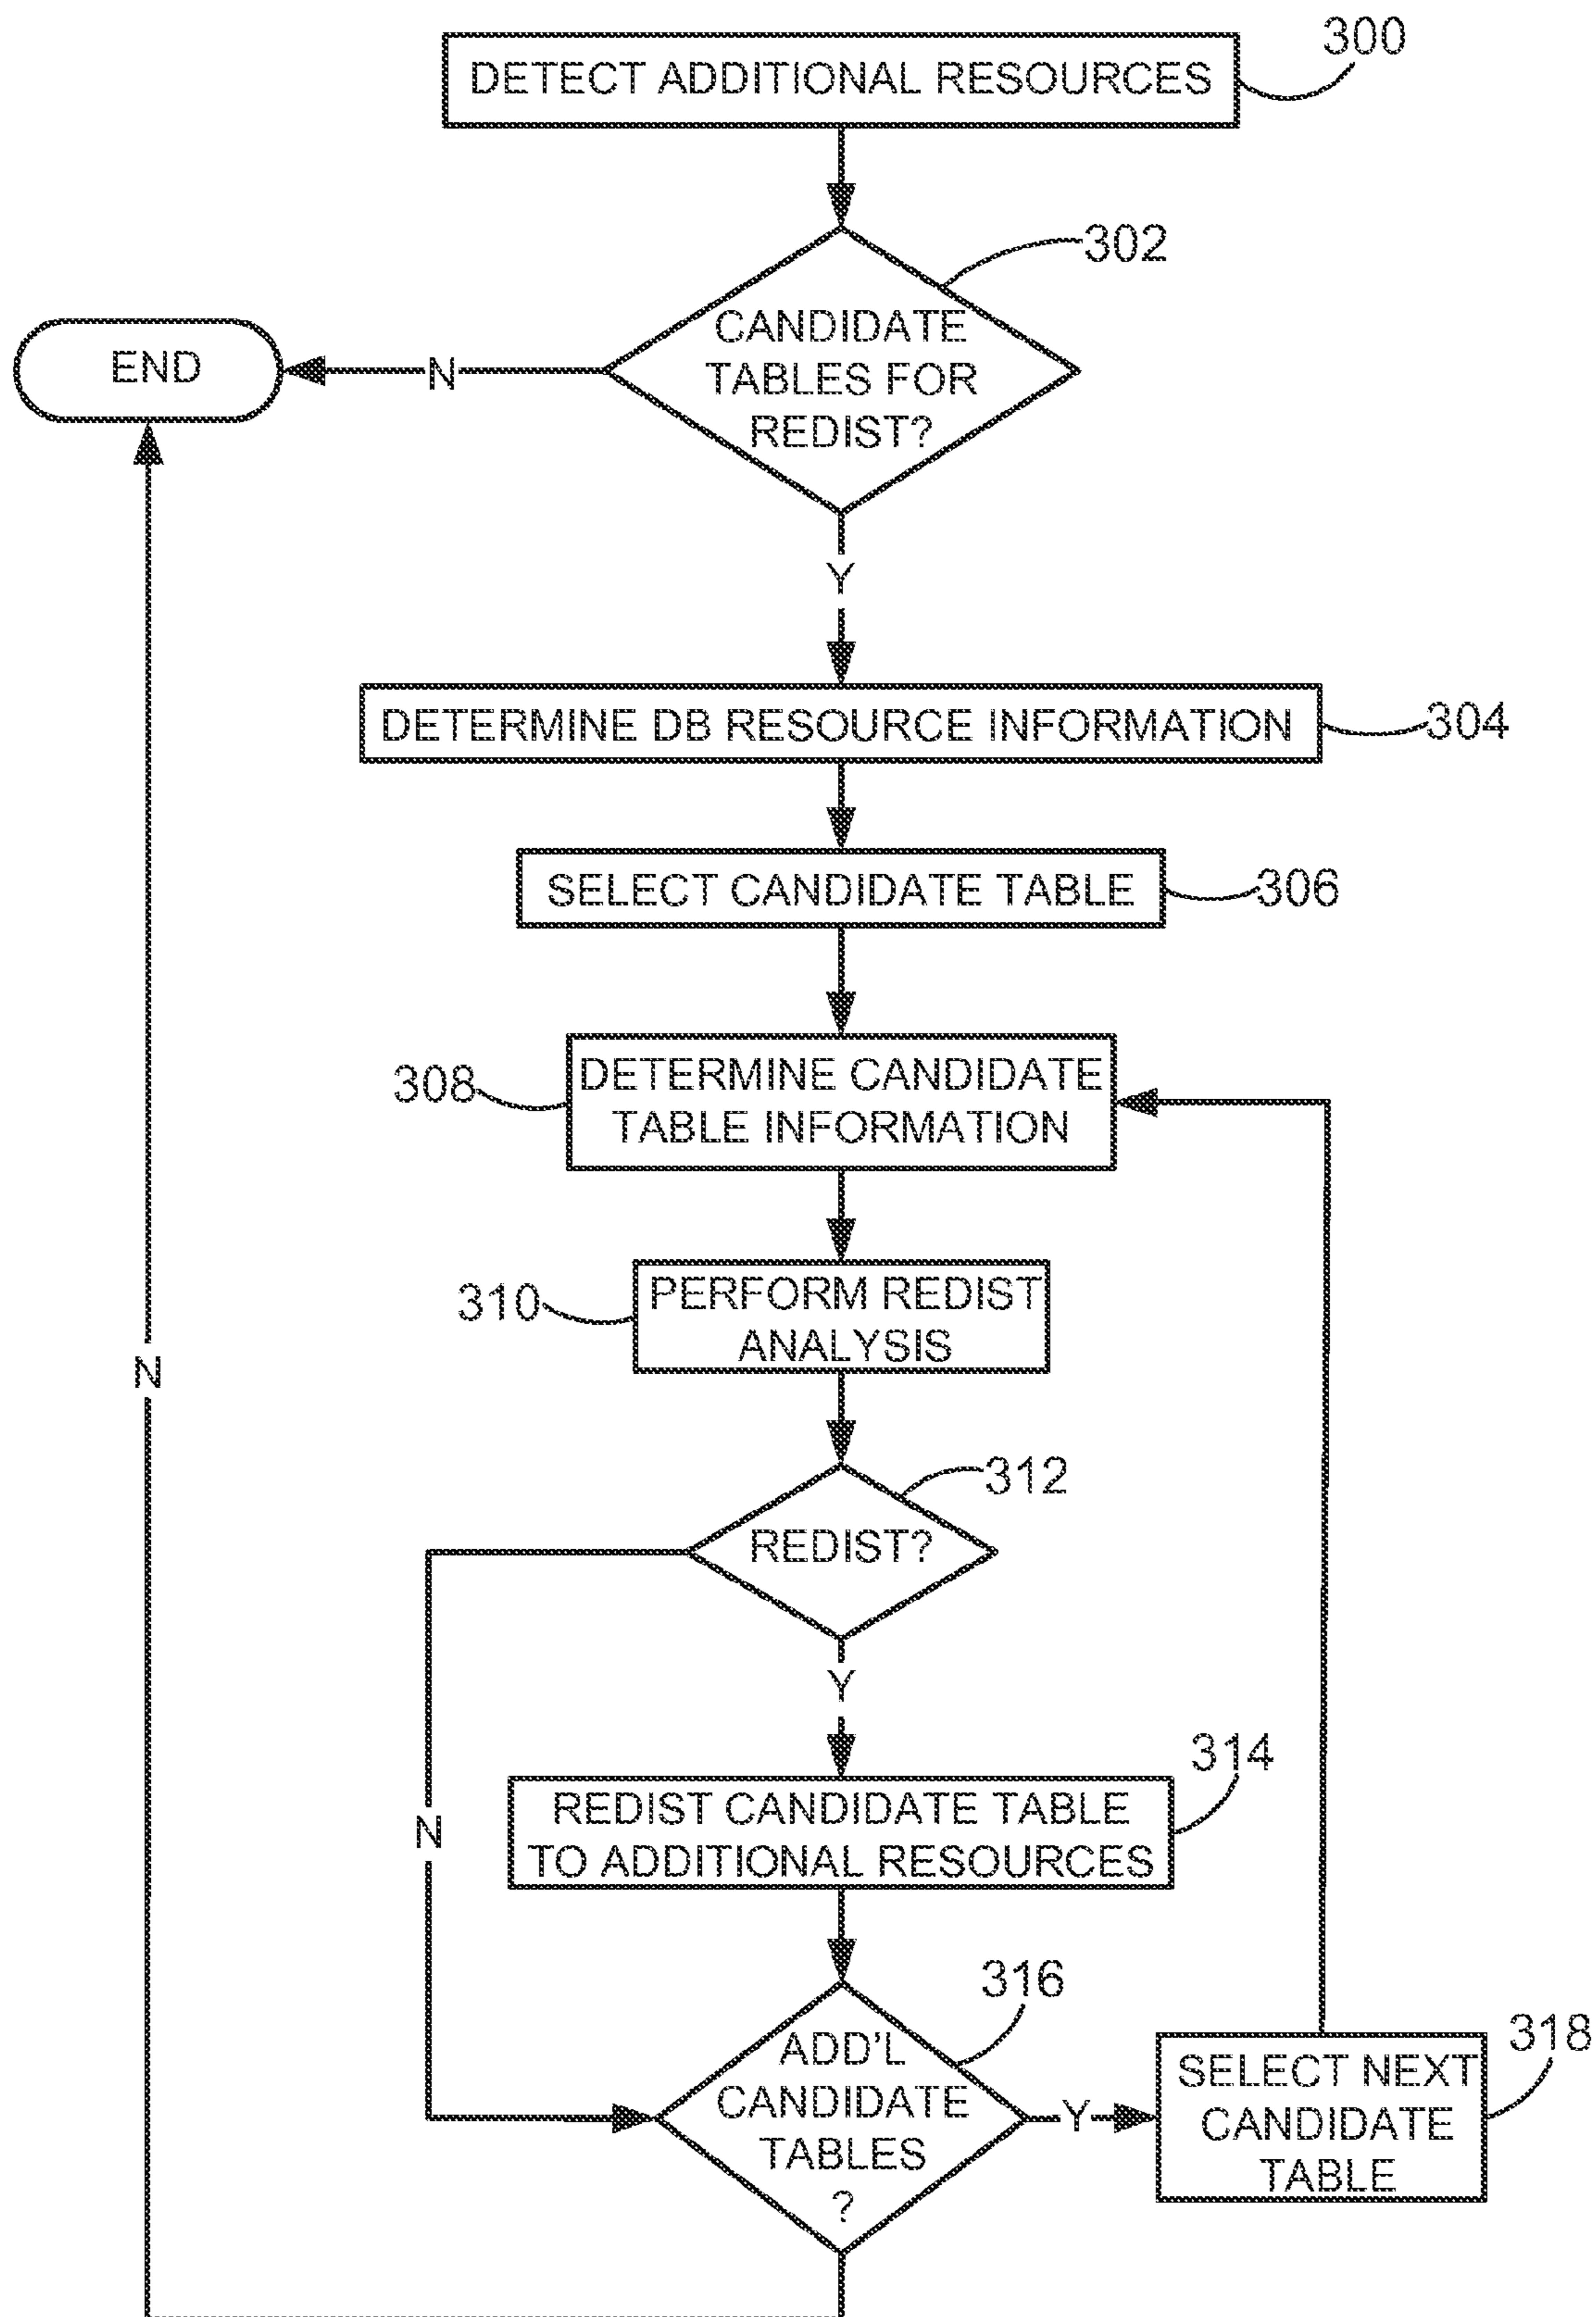 300
DETECT ADDITIONAL RESOURCES
302
CANDIDATE
TABLES FOR
REDIST?
N
END
Y
DETERMINE DB RESOURCE INFORMATION
304
SELECT CANDIDATE TABLE
306
308
DETERMINE CANDIDATE
TABLE INFORMATION
310
PERFORM REDIST
ANALYSIS
N
312
REDIST?
Y
314
REDIST CANDIDATE TABLE
TO ADDITIONAL RESOURCES
N
316
ADD'L
CANDIDATE
TABLES
?
Y
318
SELECT NEXT
CANDIDATE
TABLE